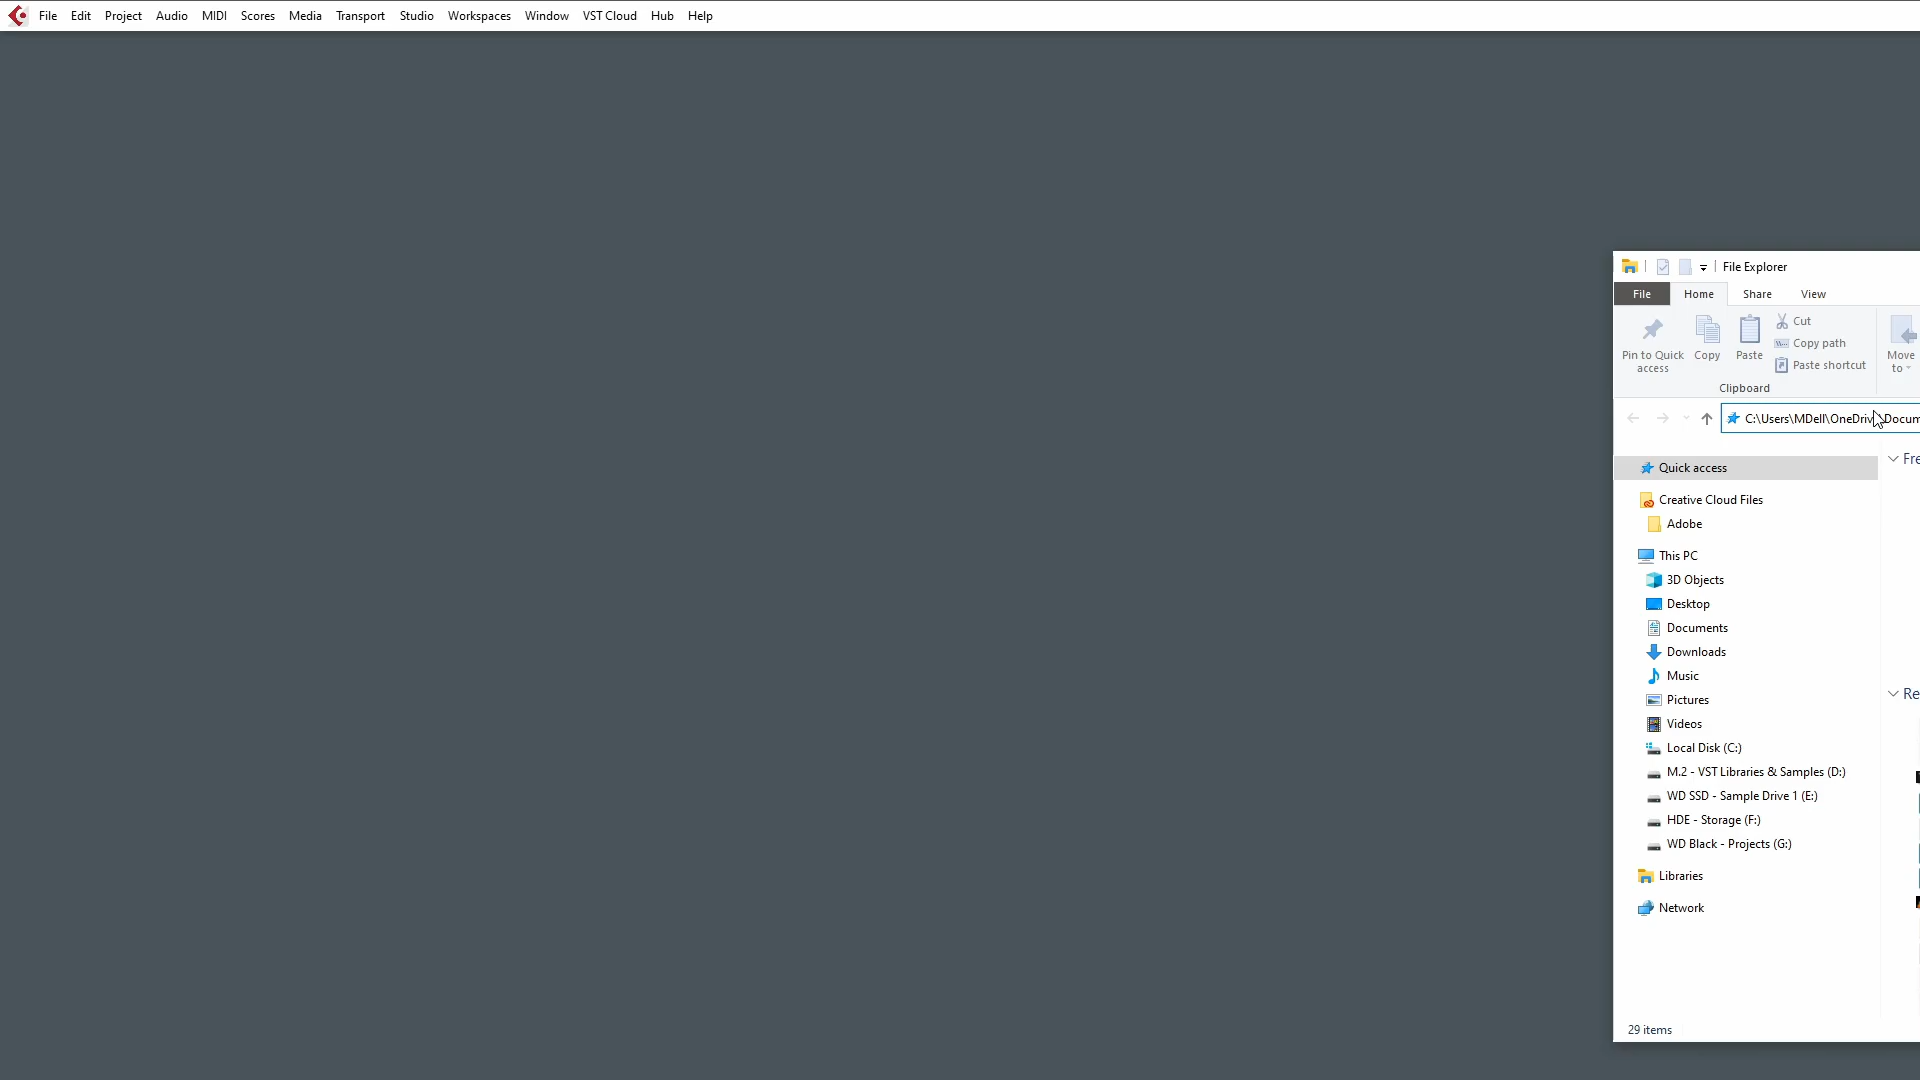 File Edit Project Audio MIDI Scores Media Transport Studio Workspaces Window VST Cloud Hub Help
File Explorer
File Home Share View
Pin to Quick access
Copy
Paste
Cut
Copy path
Paste shortcut
Move to
Clipboard
C:\Users\MDell\OneDriv Docum
Quick access
Fre
Creative Cloud Files
Adobe
This PC
3D Objects
Desktop
Documents
Downloads
Music
Pictures
Re
Videos
Local Disk (C:)
M.2 - VST Libraries & Samples (D:)
WD SSD - Sample Drive 1 (E:)
HDE - Storage (F:)
WD Black - Projects (G:)
Libraries
Network
29 items